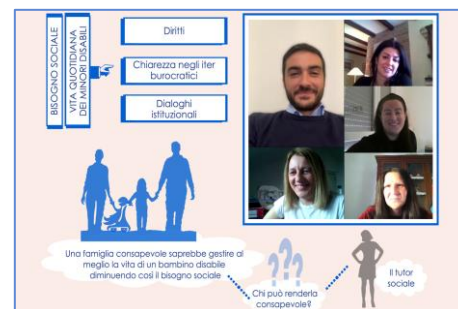 BISOGNO SOCIALE
VITA QUOTIDIANA
DEI MINORI DISABILI
Diritti
Chiarezza negli iter
burocratici
Dialoghi
istituzionali
Una famiglia consapevole saprebbe gestire al
meglio la vita di un bambino disabile
diminuendo così il bisogno sociale
???
Chi può renderla
consapevole?
Il tutor
sociale